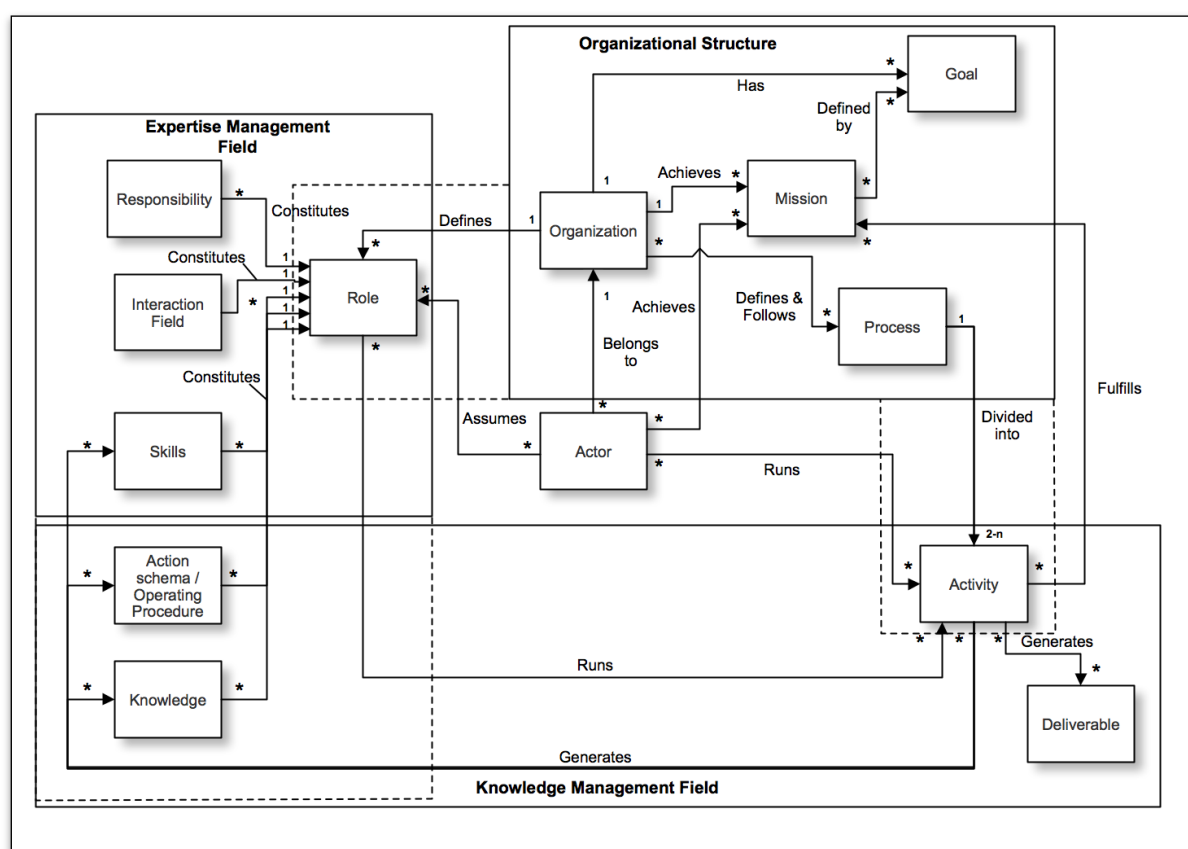 Organizational Structure
Goal
*
Has
*
Defined
by
Expertise Management
Field
Responsibility
*
Constitutes
Achieves
*
1
1
Mission
*
*
*
Defines
1
Organization
*
Constitutes
1
*
Interaction
Field
*
1
1
1
1
Role
*
*
1
Achieves
Defines &
Follows
*
Process
1
Belongs
to
Constitutes
Fulfills
*
Skills
*
Assumes
*
*
Actor
*
*
Divided
into
Runs
2-n
*
Action
schema /
Operating
Procedure
*
*
Activity
*
*
*
*
Generates
*
Knowledge
*
Runs
*
Deliverable
Generates
Knowledge Management Field